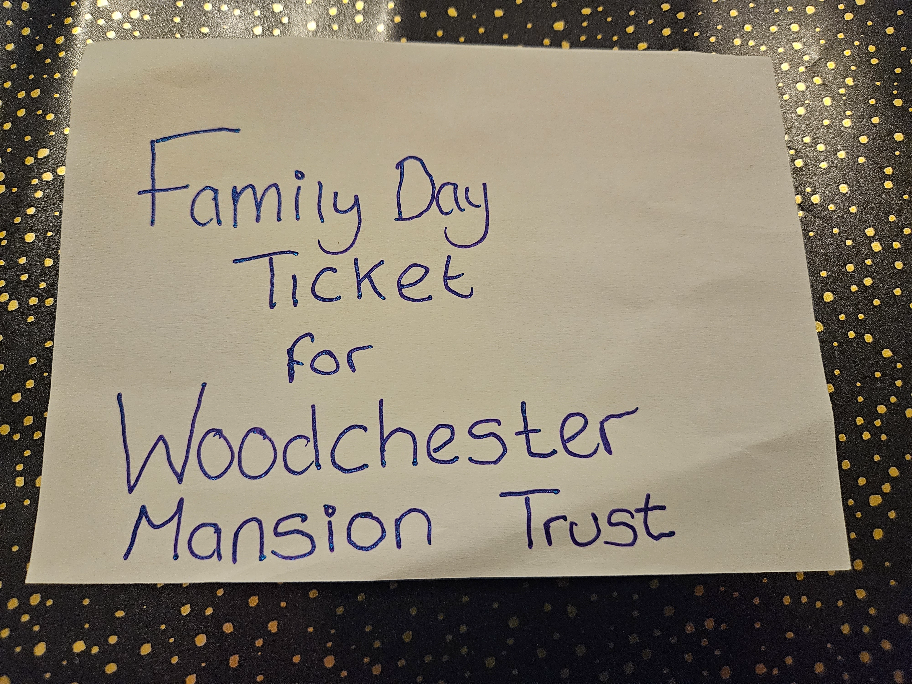 Family Day
Ticket
for
Woodchester
Mansion Trust